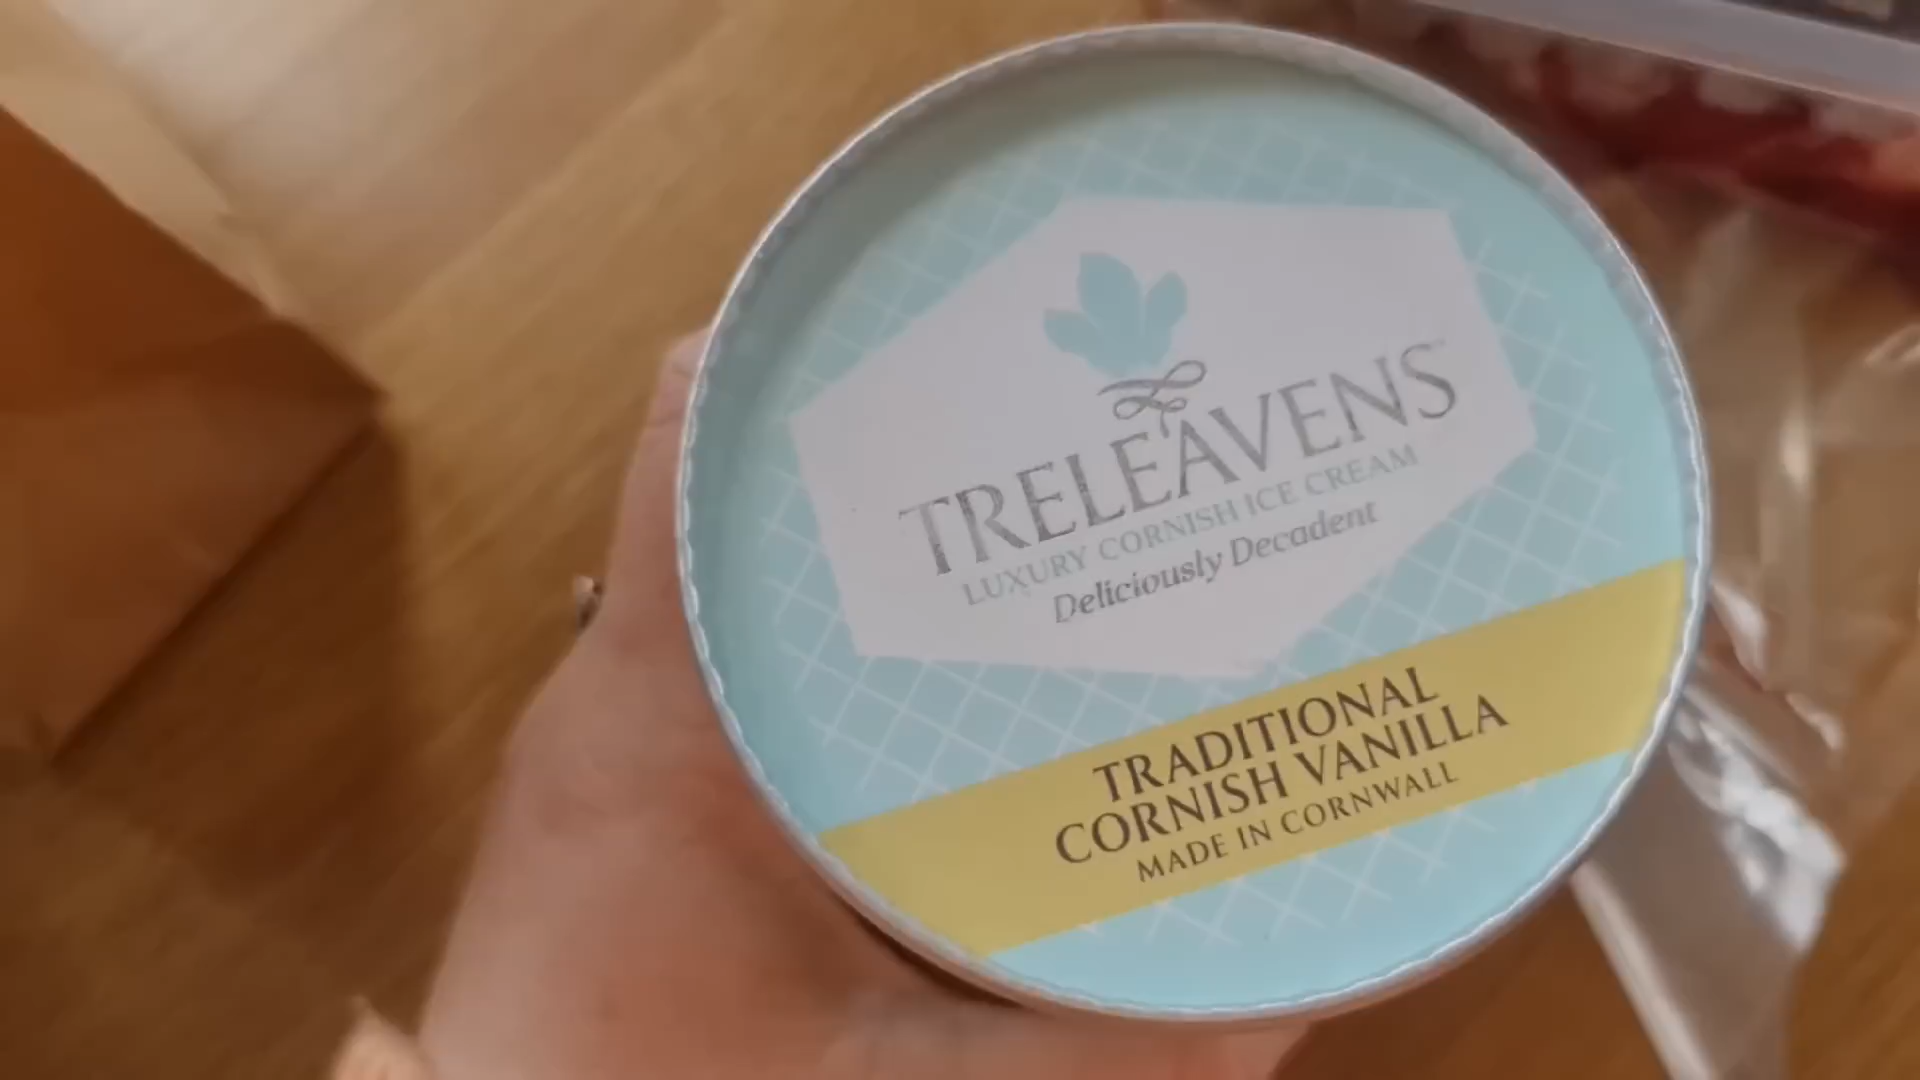 TRELEAVENS
LUXURY CORNISH ICE CREAM
Deliciously Decadent
TRADITIONAL
CORNISH VANILLA
MADE IN CORNWALL